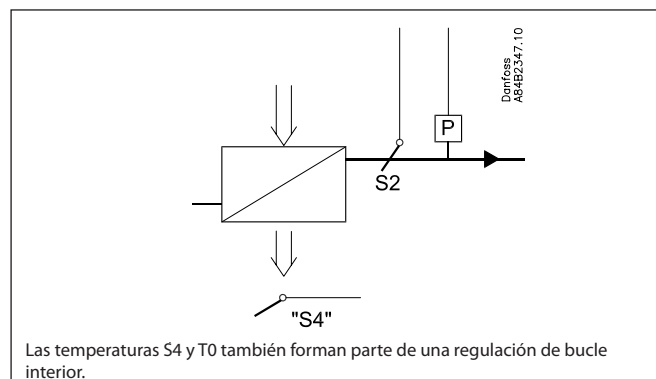 Danfoss
A84B2347.10
P
S2
"S4"
Las temperaturas S4 y T0 también forman parte de una regulación de bucle
interior.